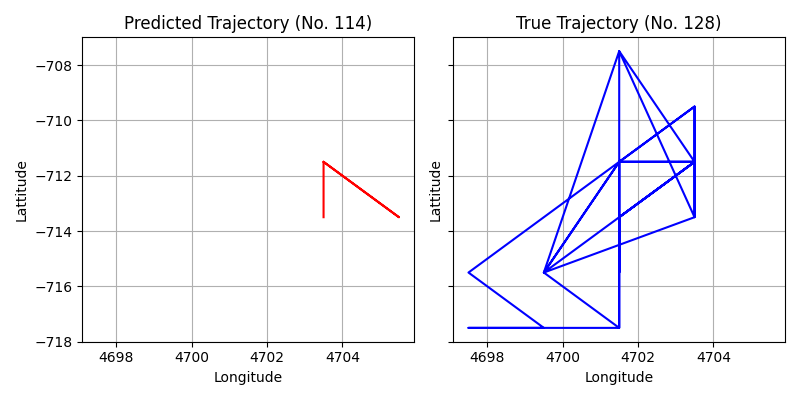 Predicted Trajectory (No. 114)
True Trajectory (No. 128)
−708
−710
−712
−714
−716
−718
Lattitude
Lattitude
4698 4700 4702 4704
4698 4700 4702 4704
Longitude
Longitude